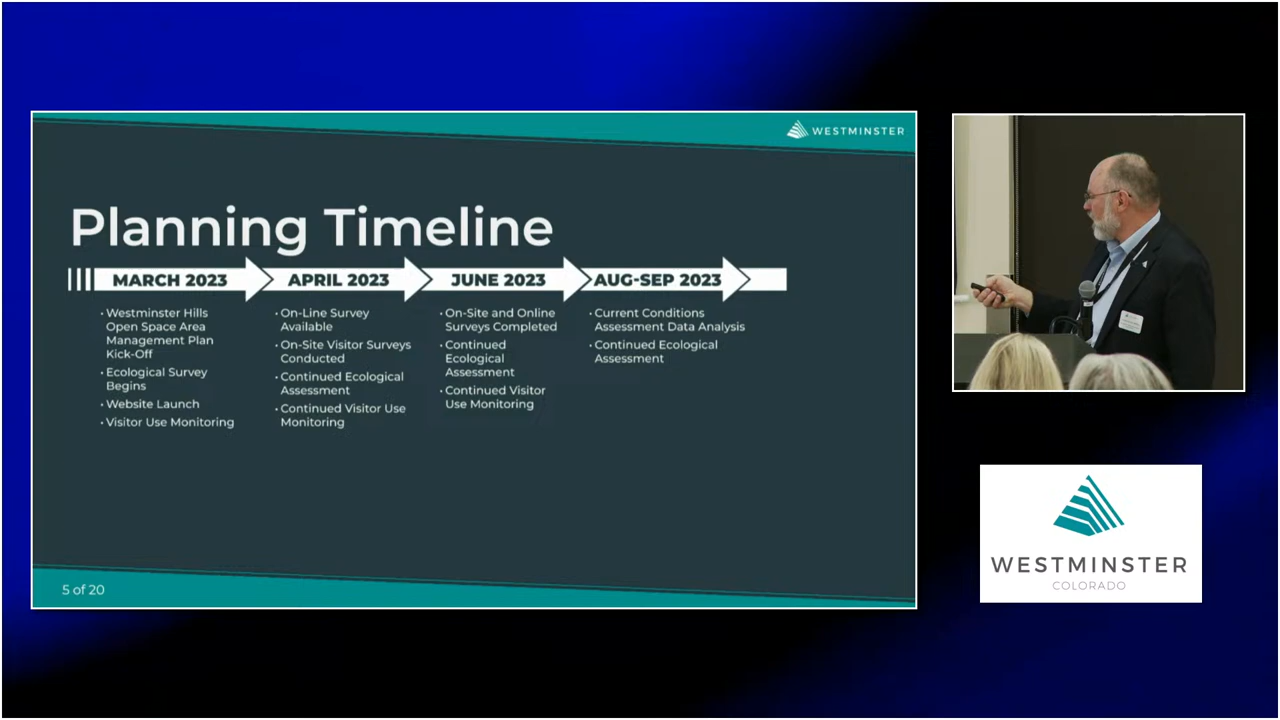 WESTMINSTER
Planning Timeline
MARCH 2023
· Westminster Hills
Open Space Area
Management Plan
Kick-Off
· Ecological Survey
Begins
· Website Launch
· Visitor Use Monitoring
APRIL 2023
· On-Line Survey
Available
· On-Site Visitor Surveys
Conducted
· Continued Ecological
Assessment
· Continued Visitor Use
Monitoring
JUNE 2023
· On-Site and Online
Surveys Completed
· Continued
Ecological
Assessment
· Continued Visitor
Use Monitoring
AUG-SEP 2023
· Current Conditions
Assessment Data Analysis
· Continued Ecological
Assessment
5 of 20
WESTMINSTER
COLORADO